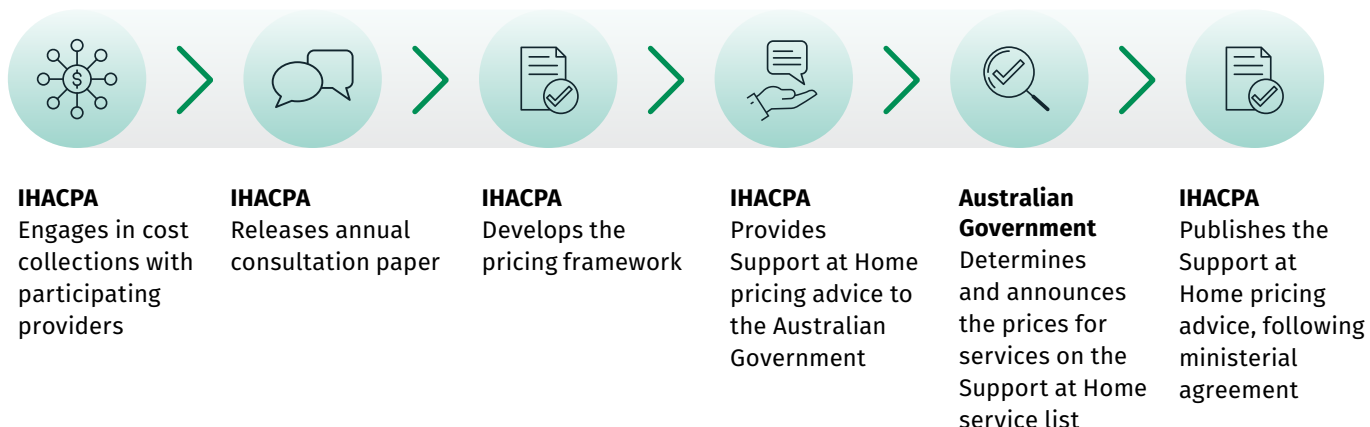 $
IHACPA
Engages in cost
collections with
participating
providers
IHACPA
Releases annual
consultation paper
IHACPA
Develops the
pricing framework
IHACPA
Provides
Support at Home
pricing advice to
the Australian
Government
Australian
Government
Determines
and announces
the prices for
services on the
Support at Home
service list
IHACPA
Publishes the
Support at
Home pricing
advice, following
ministerial
agreement